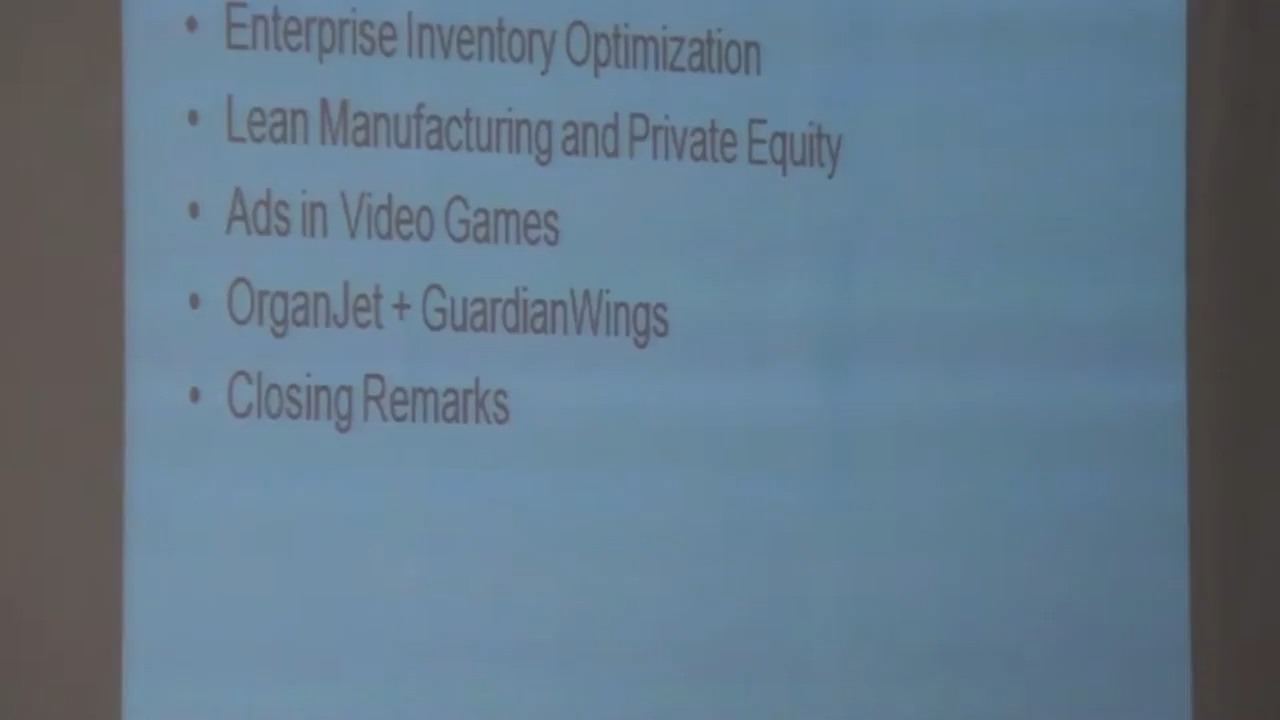 • Enterprise Inventory Optimization
• Lean Manufacturing and Private Equity
• Ads in Video Games
• OrganJet + GuardianWings
• Closing Remarks